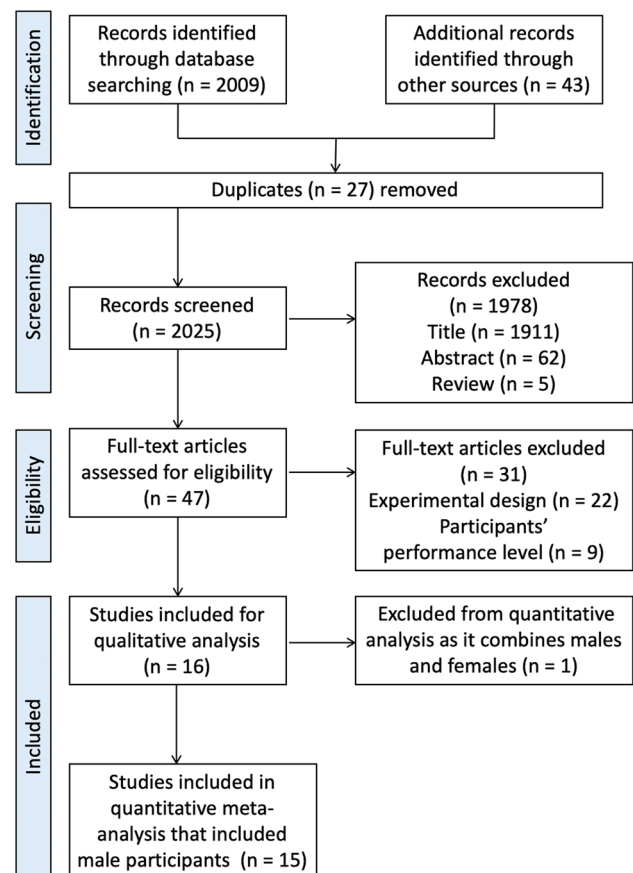 Identification
Records identified
through database
searching (n = 2009)
Additional records
identified through
other sources (n = 43)
Duplicates (n = 27) removed
Screening
Records screened
(n = 2025)
Records excluded
(n = 1978)
Title (n = 1911)
Abstract (n = 62)
Review (n = 5)
Eligibility
Full-text articles
assessed for eligibility
(n = 47)
Full-text articles excluded
(n = 31)
Experimental design (n = 22)
Participants’
performance level (n = 9)
Included
Studies included for
qualitative analysis
(n = 16)
Excluded from quantitative
analysis as it combines males
and females (n = 1)
Studies included in
quantitative meta-
analysis that included
male participants (n = 15)